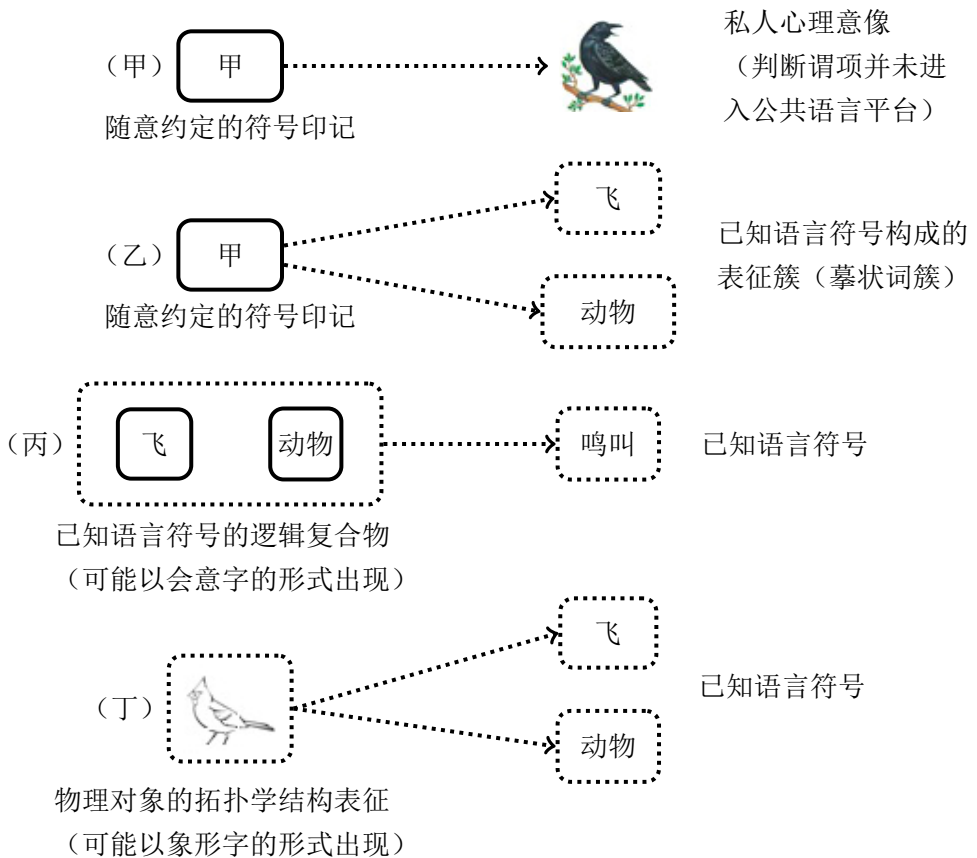 （甲） 甲
私人心理意像
（判断谓项并未进
入公共语言平台）
随意约定的符号印记
（乙） 甲
飞
动物
已知语言符号构成的
表征簇（摹状词簇）
随意约定的符号印记
（丙） 飞 动物 鸣叫 已知语言符号
已知语言符号的逻辑复合物
（可能以会意字的形式出现）
（丁）
飞
动物
已知语言符号
物理对象的拓扑学结构表征
（可能以象形字的形式出现）